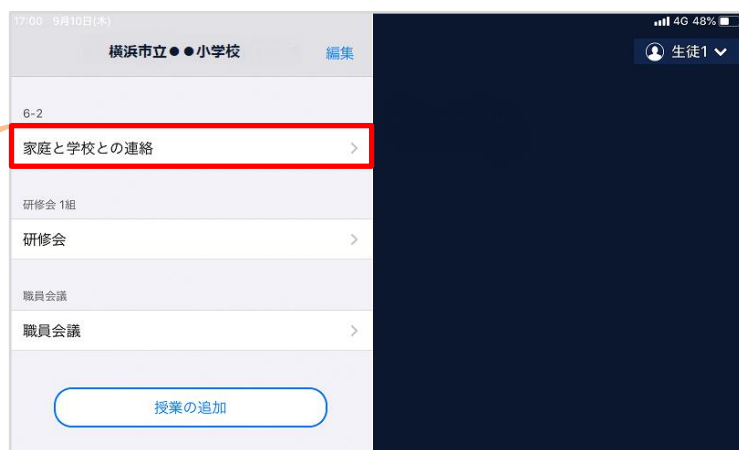 17:00 9月10日(木)
4G 48%
横浜市立●●小学校 編集
生徒1
6-2
家庭と学校との連絡
研修会 1組
研修会
職員会議
職員会議
授業の追加